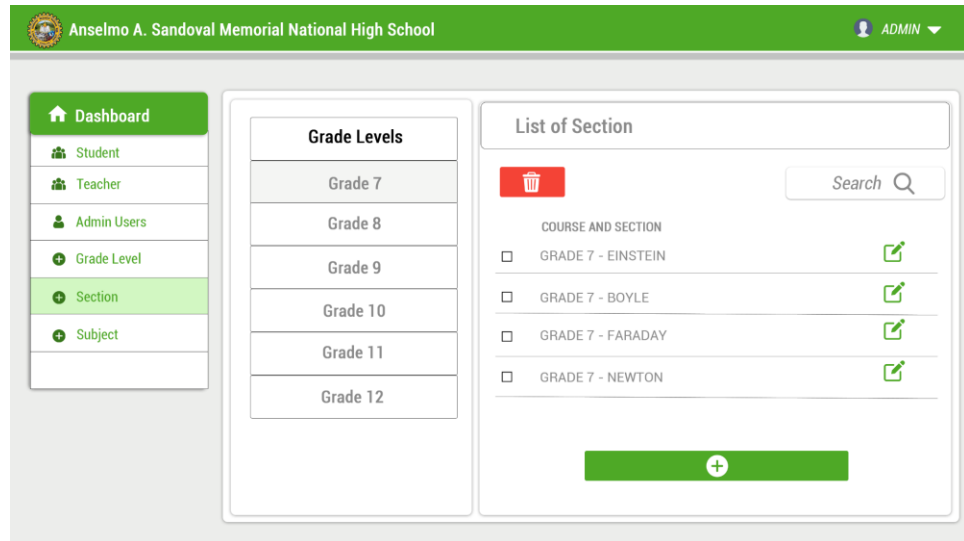 Anselmo A. Sandoval Memorial National High School
ADMIN
Dashboard
Student
Teacher
Admin Users
Grade Level
Section
Subject
Grade Levels
Grade 7
Grade 8
Grade 9
Grade 10
Grade 11
Grade 12
List of Section
Search
COURSE AND SECTION
GRADE 7 - EINSTEIN
GRADE 7 - BOYLE
GRADE 7 - FARADAY
GRADE 7 - NEWTON